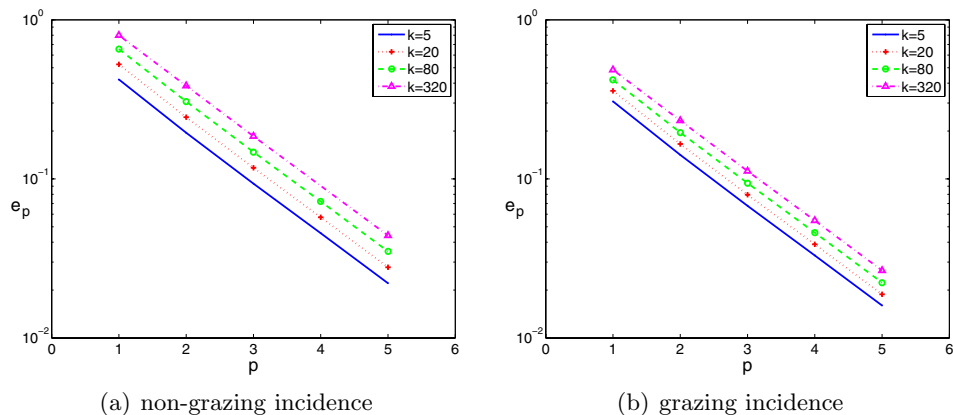 10^0
10^-1
10^-2
e_p
0 1 2 3 4 5 6
p
k=5
k=20
k=80
k=320
(a) non-grazing incidence
10^0
10^-1
10^-2
e_p
0 1 2 3 4 5 6
p
k=5
k=20
k=80
k=320
(b) grazing incidence